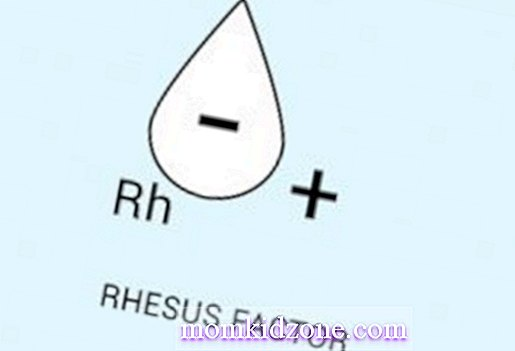 −
Rh +
RHESUS FACTOR
momkidzone.com